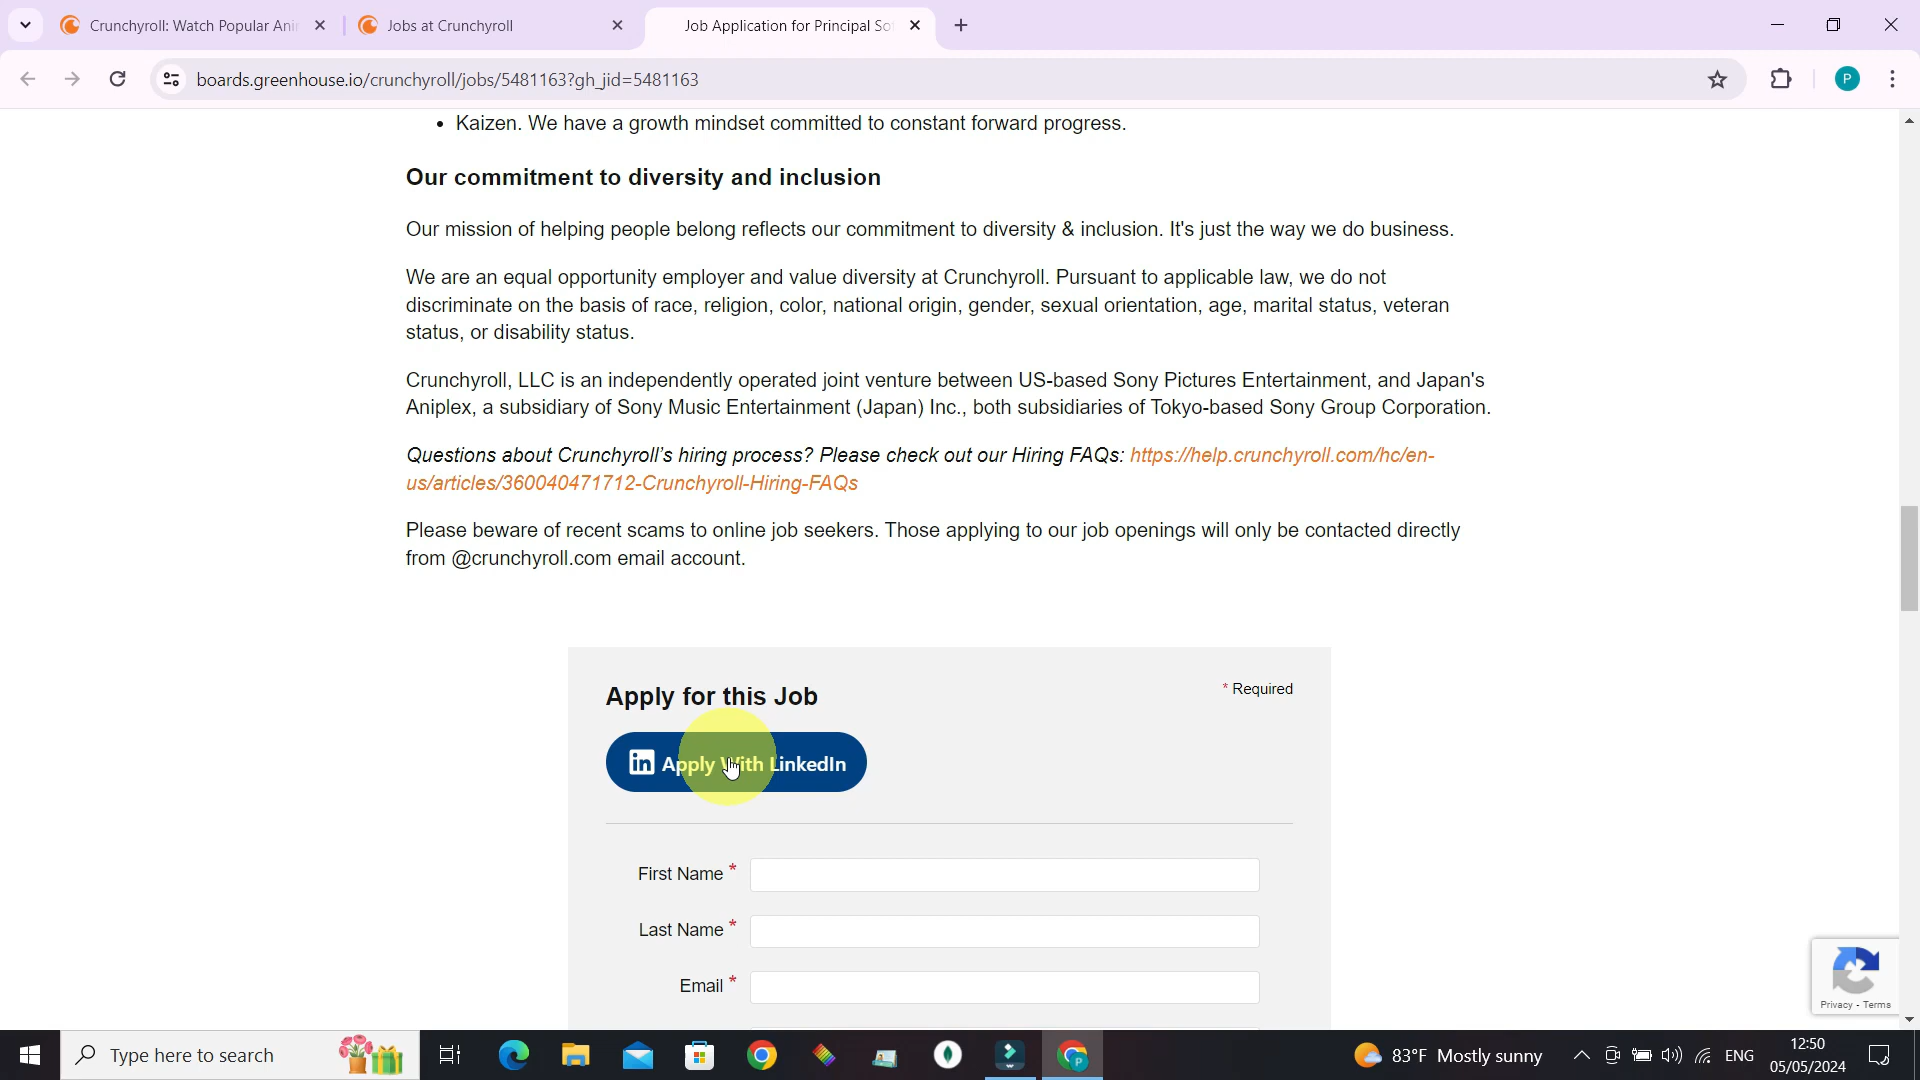 Crunchyroll: Watch Popular Ani
Jobs at Crunchyroll
Job Application for Principal So
boards.greenhouse.io/crunchyroll/jobs/5481163?gh_jid=5481163
P
• Kaizen. We have a growth mindset committed to constant forward progress.
Our commitment to diversity and inclusion
Our mission of helping people belong reflects our commitment to diversity & inclusion. It's just the way we do business.
We are an equal opportunity employer and value diversity at Crunchyroll. Pursuant to applicable law, we do not
discriminate on the basis of race, religion, color, national origin, gender, sexual orientation, age, marital status, veteran
status, or disability status.
Crunchyroll, LLC is an independently operated joint venture between US-based Sony Pictures Entertainment, and Japan's
Aniplex, a subsidiary of Sony Music Entertainment (Japan) Inc., both subsidiaries of Tokyo-based Sony Group Corporation.
Questions about Crunchyroll's hiring process? Please check out our Hiring FAQs: https://help.crunchyroll.com/hc/en-
us/articles/360040471712-Crunchyroll-Hiring-FAQs
Please beware of recent scams to online job seekers. Those applying to our job openings will only be contacted directly
from @crunchyroll.com email account.
Apply for this Job
* Required
in Apply With LinkedIn
First Name *
Last Name *
Email *
Privacy - Terms
Type here to search
83°F Mostly sunny
ENG
12:50
05/05/2024